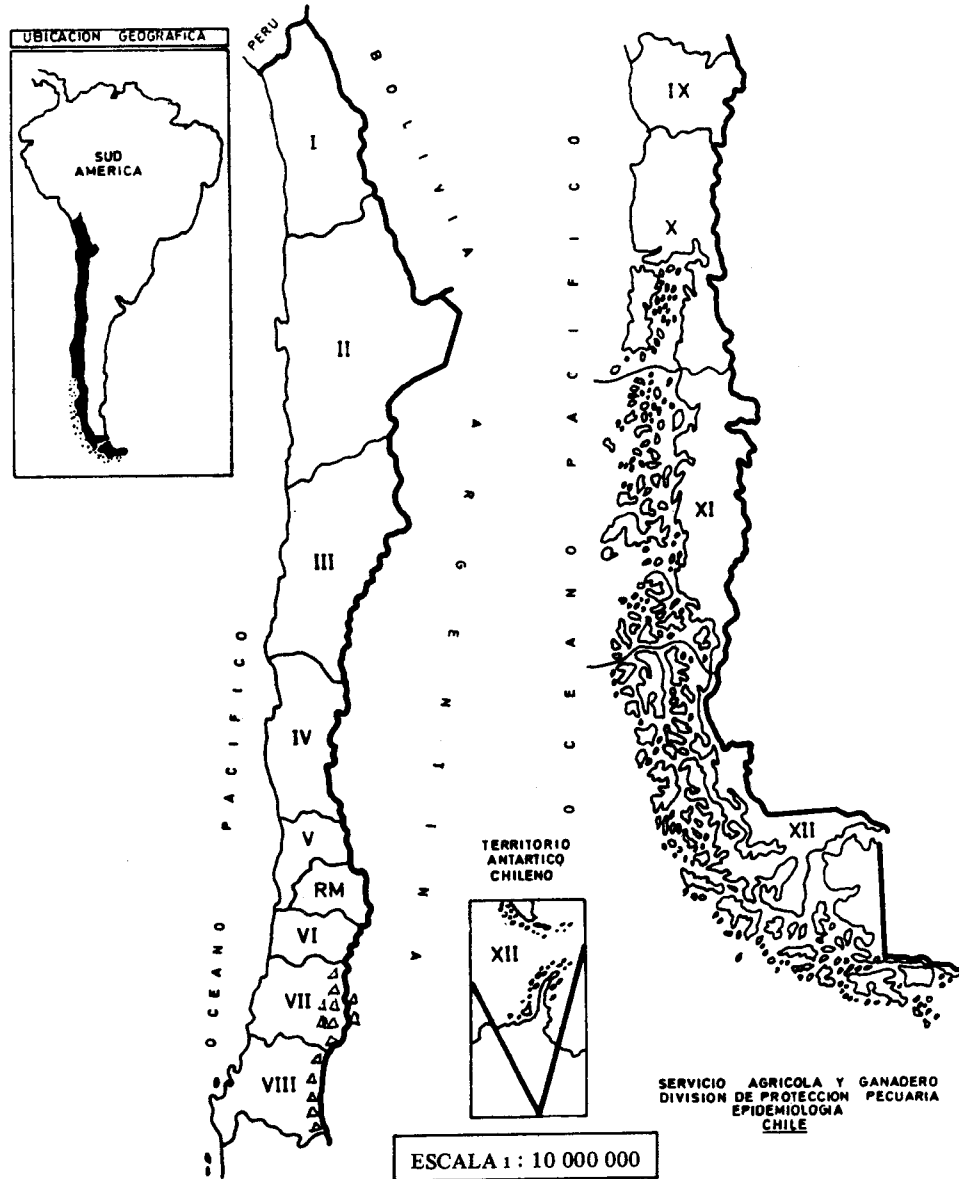 UBICACION GEOGRAFICA
SUD
AMERICA
PERU
BOLIVIA
ARGENTINA
OCEANO PACIFICO
I
II
III
IV
V
RM
VI
VII
VIII
OCEANO PACIFICO
IX
X
XI
XII
TERRITORIO
ANTARTICO
CHILENO
XII
SERVICIO AGRICOLA Y GANADERO
DIVISION DE PROTECCION PECUARIA
EPIDEMIOLOGIA
CHILE
ESCALA 1 : 10 000 000